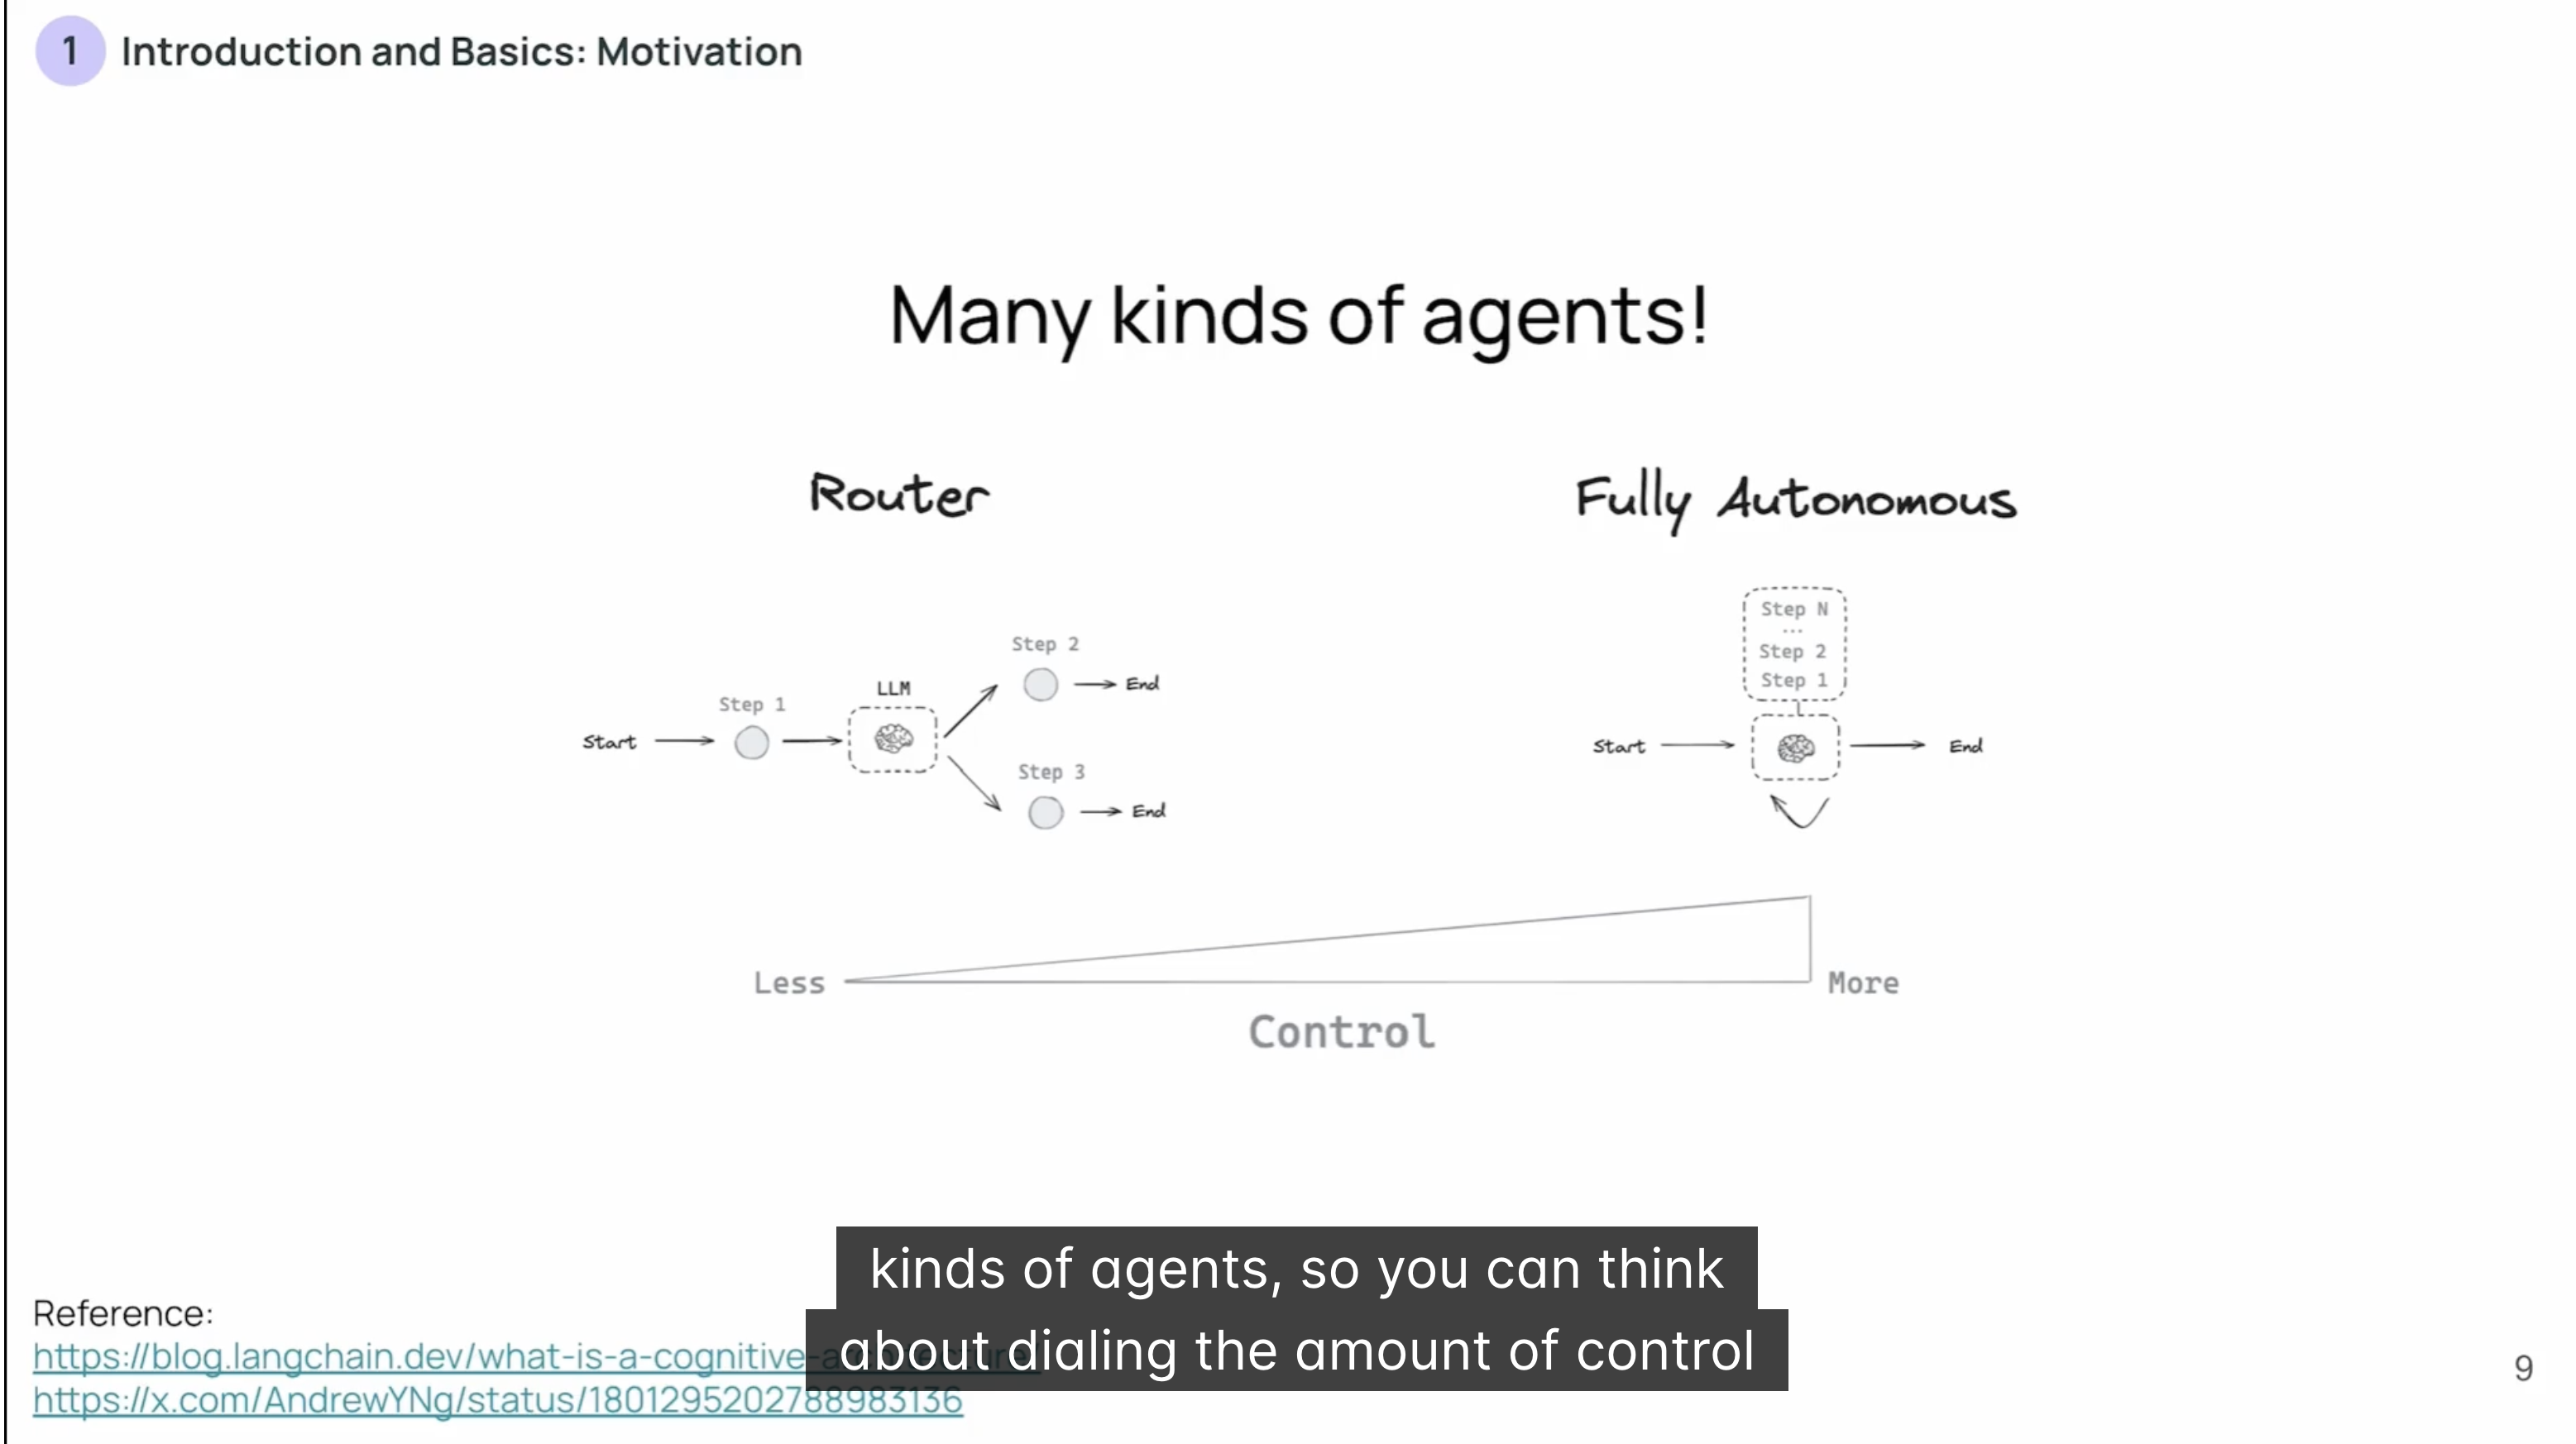 1 Introduction and Basics: Motivation
Many kinds of agents!
Router
Fully Autonomous
Start
Step 1
LLM
Step 2
End
Step 3
End
Step N
...
Step 2
Step 1
Start
End
Less
More
Control
kinds of agents, so you can think
about dialing the amount of control
Reference:
https://blog.langchain.dev/what-is-a-cognitive-architecture/
https://x.com/AndrewYNg/status/1801295202788983136
9